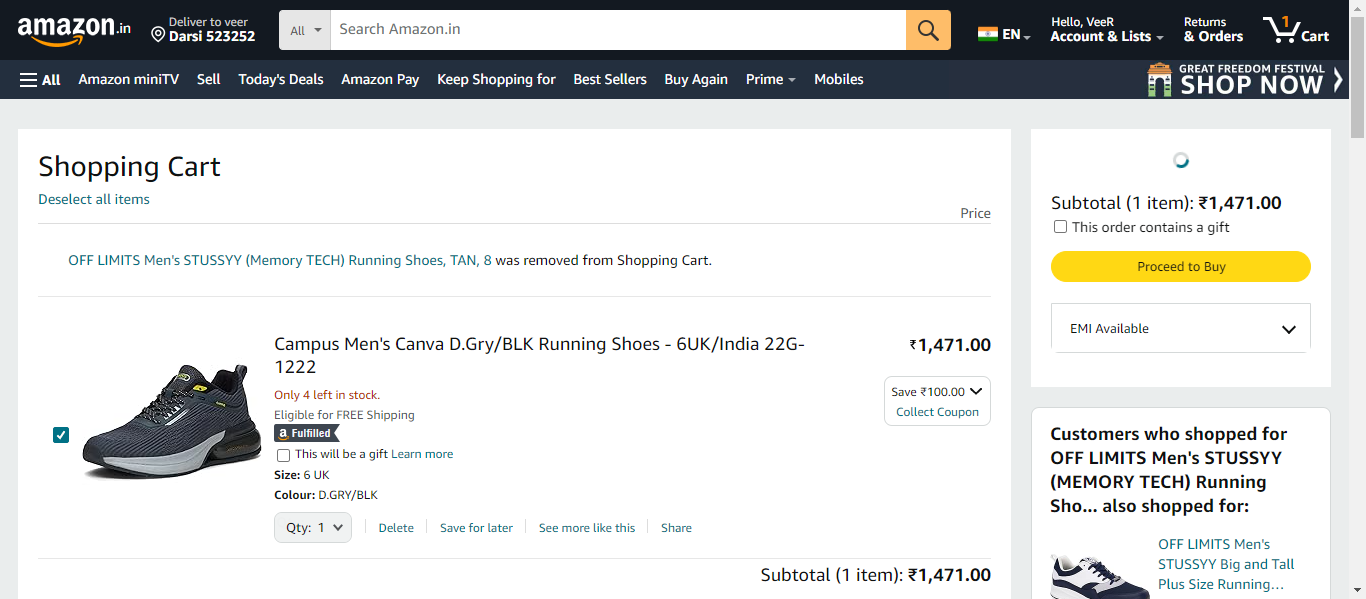 amazon.in
Deliver to veer
Darsi 523252
All
Search Amazon.in
EN
Hello, VeeR
Account & Lists
Returns
& Orders
1
Cart
All
Amazon miniTV
Sell
Today's Deals
Amazon Pay
Keep Shopping for
Best Sellers
Buy Again
Prime
Mobiles
GREAT FREEDOM FESTIVAL
SHOP NOW
Shopping Cart
Deselect all items
Price
OFF LIMITS Men's STUSSYY (Memory TECH) Running Shoes, TAN, 8 was removed from Shopping Cart.
Campus Men's Canva D.Gry/BLK Running Shoes - 6UK/India 22G-
1222
₹1,471.00
Only 4 left in stock.
Eligible for FREE Shipping
a Fulfilled
Save ₹100.00
Collect Coupon
This will be a gift Learn more
Size: 6 UK
Colour: D.GRY/BLK
Qty: 1
Delete
Save for later
See more like this
Share
Subtotal (1 item): ₹1,471.00
Subtotal (1 item): ₹1,471.00
This order contains a gift
Proceed to Buy
EMI Available
Customers who shopped for
OFF LIMITS Men's STUSSYY
(MEMORY TECH) Running
Sho... also shopped for:
OFF LIMITS Men's
STUSSYY Big and Tall
Plus Size Running…